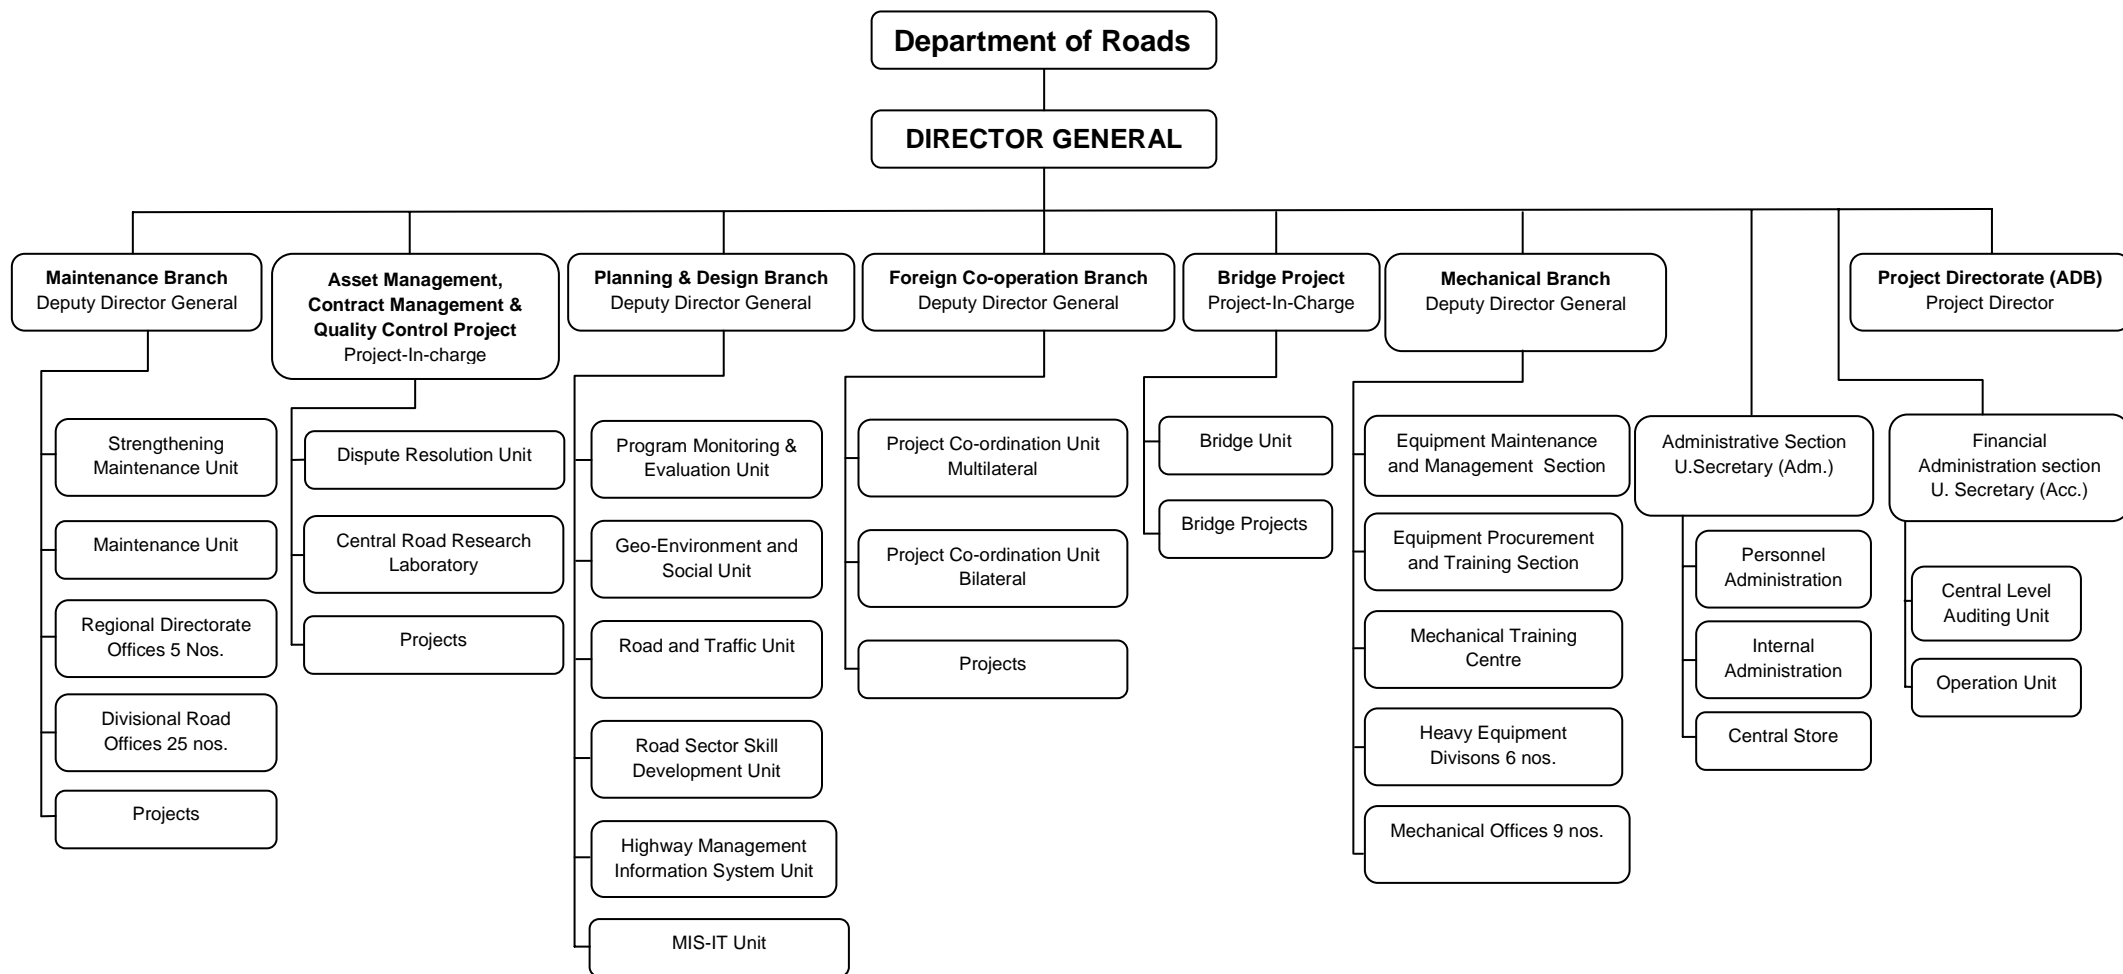 Department of Roads
DIRECTOR GENERAL
Maintenance Branch
Deputy Director General
Asset Management,
Contract Management &
Quality Control Project
Project-In-charge
Planning & Design Branch
Deputy Director General
Foreign Co-operation Branch
Deputy Director General
Bridge Project
Project-In-Charge
Mechanical Branch
Deputy Director General
Project Directorate (ADB)
Project Director
Strengthening
Maintenance Unit
Maintenance Unit
Regional Directorate
Offices 5 Nos.
Divisional Road
Offices 25 nos.
Projects
Dispute Resolution Unit
Central Road Research
Laboratory
Projects
Program Monitoring &
Evaluation Unit
Geo-Environment and
Social Unit
Road and Traffic Unit
Road Sector Skill
Development Unit
Highway Management
Information System Unit
MIS-IT Unit
Project Co-ordination Unit
Multilateral
Project Co-ordination Unit
Bilateral
Projects
Bridge Unit
Bridge Projects
Equipment Maintenance
and Management Section
Equipment Procurement
and Training Section
Mechanical Training
Centre
Heavy Equipment
Divisons 6 nos.
Mechanical Offices 9 nos.
Administrative Section
U.Secretary (Adm.)
Personnel
Administration
Internal
Administration
Central Store
Financial
Administration section
U. Secretary (Acc.)
Central Level
Auditing Unit
Operation Unit